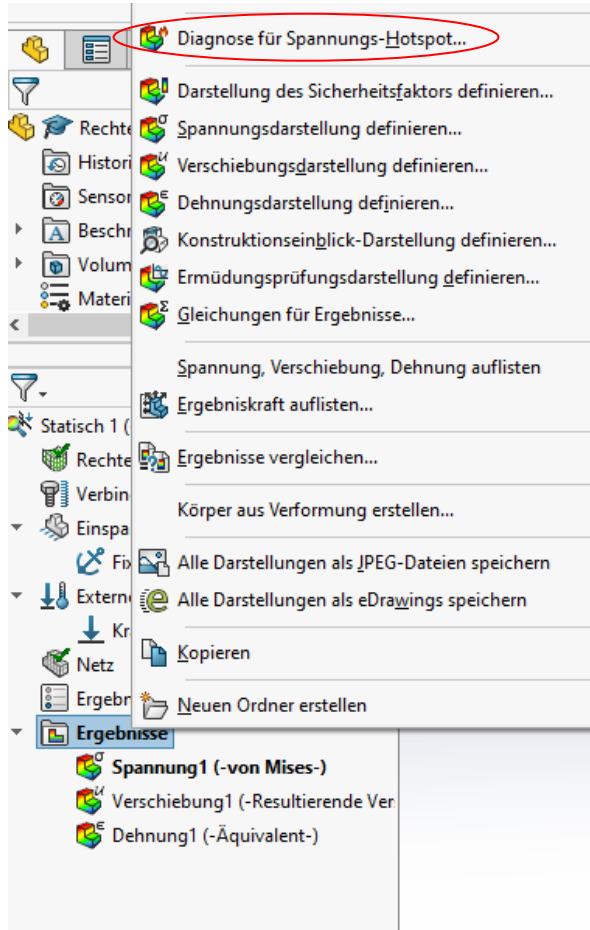 Diagnose für Spannungs-Hotspot...
Darstellung des Sicherheitsfaktors definieren...
Spannungsdarstellung definieren...
Verschiebungsdarstellung definieren...
Dehnungsdarstellung definieren...
Konstruktionseinblick-Darstellung definieren...
Ermüdungsprüfungsdarstellung definieren...
Gleichungen für Ergebnisse...
Spannung, Verschiebung, Dehnung auflisten
Ergebniskraft auflisten...
Ergebnisse vergleichen...
Körper aus Verformung erstellen...
Alle Darstellungen als JPEG-Dateien speichern
Alle Darstellungen als eDrawings speichern
Kopieren
Neuen Ordner erstellen
Rechte
Histori
Sensor
Beschr
Volum
Materi
Statisch 1 (
Rechte
Verbin
Einspa
Fix
Extern
Kr
Netz
Ergebn
Ergebnisse
Spannung1 (-von Mises-)
Verschiebung1 (-Resultierende Ver
Dehnung1 (-Äquivalent-)